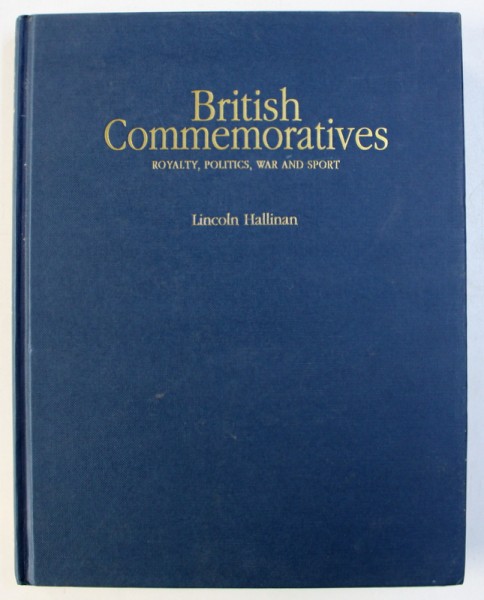 British
Commemoratives
ROYALTY, POLITICS, WAR AND SPORT
Lincoln Hallinan